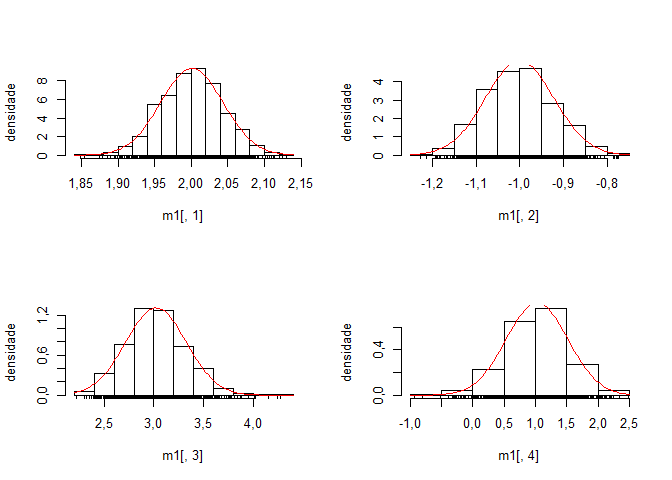 densidade
8
6
4
2
0
1,85 1,90 1,95 2,00 2,05 2,10 2,15
m1[, 1]
densidade
4
3
2
1
0
-1,2 -1,1 -1,0 -0,9 -0,8
m1[, 2]
densidade
1,2
0,6
0,0
2,5 3,0 3,5 4,0
m1[, 3]
densidade
0,4
0,0
-1,0 0,0 0,5 1,0 1,5 2,0 2,5
m1[, 4]